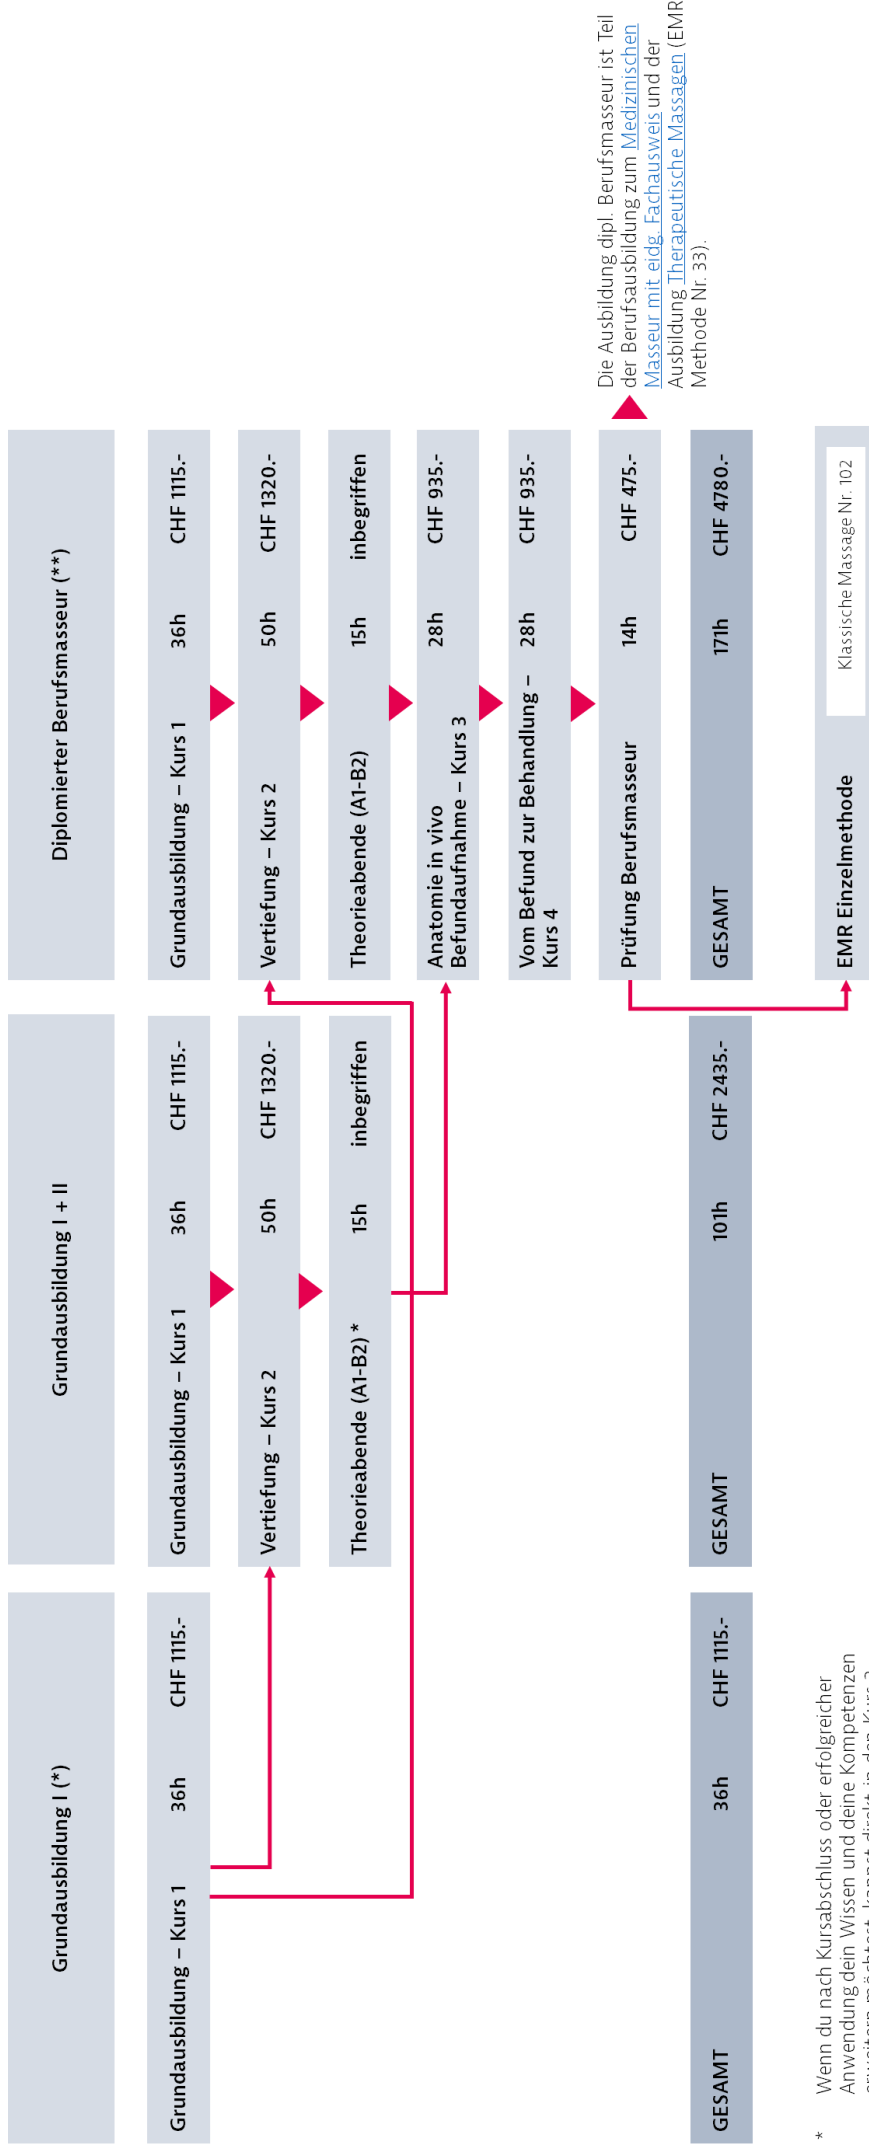 Grundausbildung I (*)
Grundausbildung – Kurs 1 36h CHF 1115.-
GESAMT 36h CHF 1115.-
* Wenn du nach Kursabschluss oder erfolgreicher
Anwendung dein Wissen und deine Kompetenzen
Grundausbildung I + II
Grundausbildung – Kurs 1 36h CHF 1115.-
Vertiefung – Kurs 2 50h CHF 1320.-
Theorieabende (A1-B2) * 15h inbegriffen
GESAMT 101h CHF 2435.-
Diplomierter Berufsmasseur (**)
Grundausbildung – Kurs 1 36h CHF 1115.-
Vertiefung – Kurs 2 50h CHF 1320.-
Theorieabende (A1-B2) 15h inbegriffen
Anatomie in vivo
Befundaufnahme – Kurs 3 28h CHF 935.-
Vom Befund zur Behandlung –
Kurs 4 28h CHF 935.-
Prüfung Berufsmasseur 14h CHF 475.-
GESAMT 171h CHF 4780.-
EMR Einzelmethode Klassische Massage Nr. 102
Die Ausbildung dipl. Berufsmasseur ist Teil
der Berufsausbildung zum Medizinischen
Masseur mit eidg. Fachausweis und der
Ausbildung Therapeutische Massagen (EMR
Methode Nr. 33).